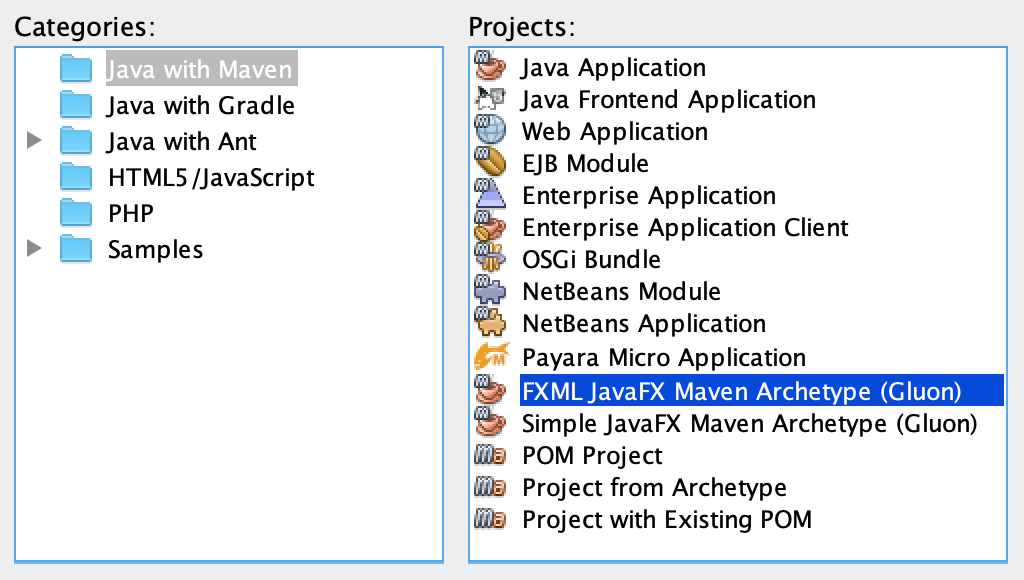 Categories:
Java with Maven
Java with Gradle
Java with Ant
HTML5/JavaScript
PHP
Samples
Projects:
Java Application
Java Frontend Application
Web Application
EJB Module
Enterprise Application
Enterprise Application Client
OSGi Bundle
NetBeans Module
NetBeans Application
Payara Micro Application
FXML JavaFX Maven Archetype (Gluon)
Simple JavaFX Maven Archetype (Gluon)
POM Project
Project from Archetype
Project with Existing POM